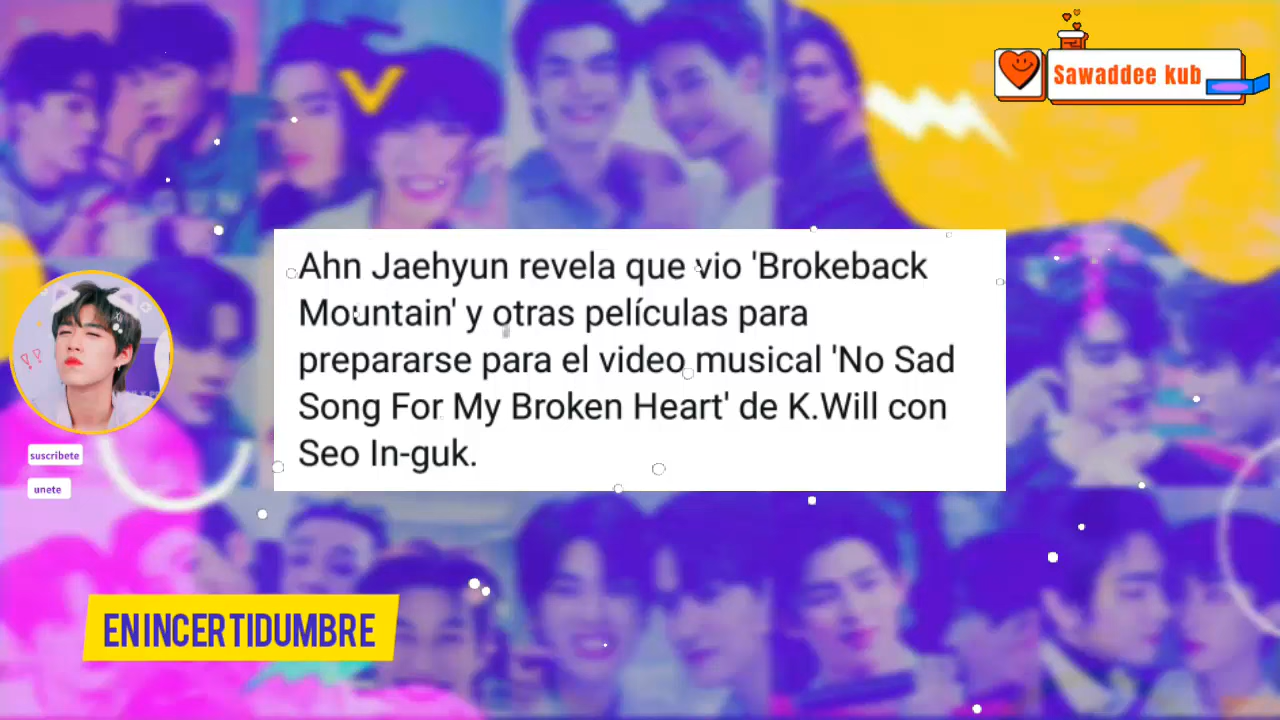 Sawaddee kub
Ahn Jaehyun revela que vio 'Brokeback
Mountain' y otras películas para
prepararse para el video musical 'No Sad
Song For My Broken Heart' de K.Will con
Seo In-guk.
suscribete
unete
EN INCERTIDUMBRE